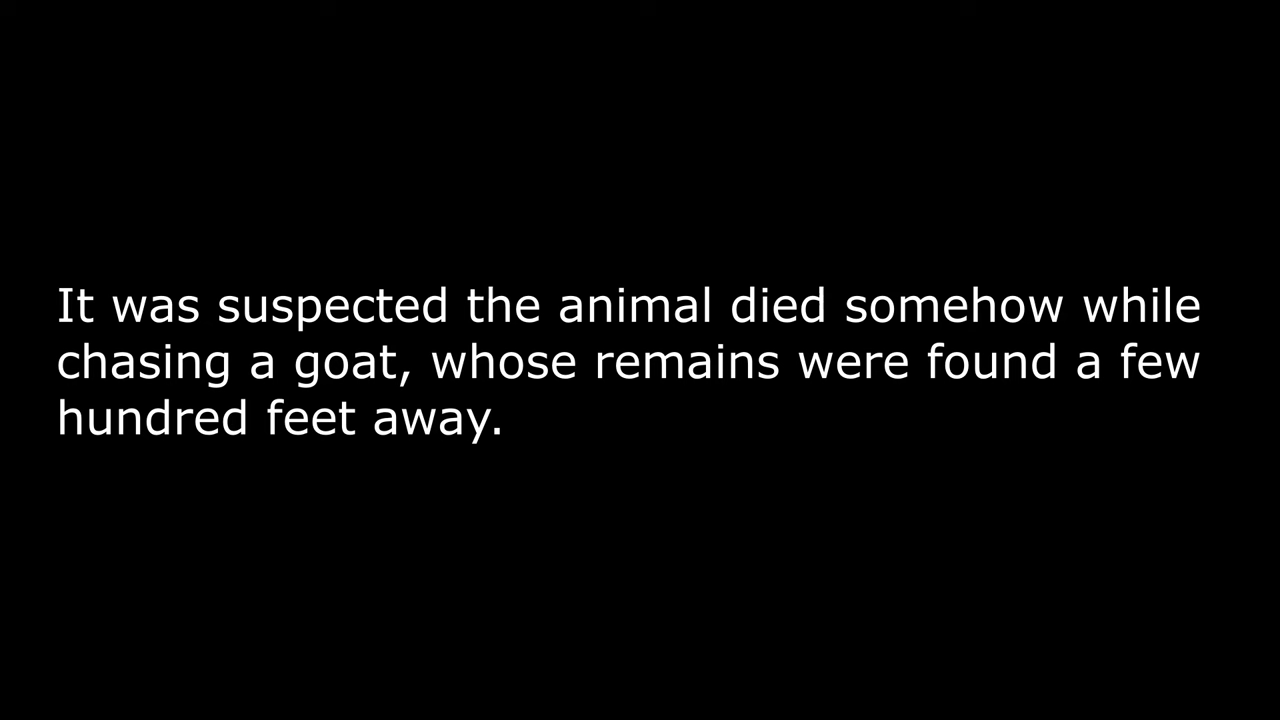 It was suspected the animal died somehow while
chasing a goat, whose remains were found a few
hundred feet away.